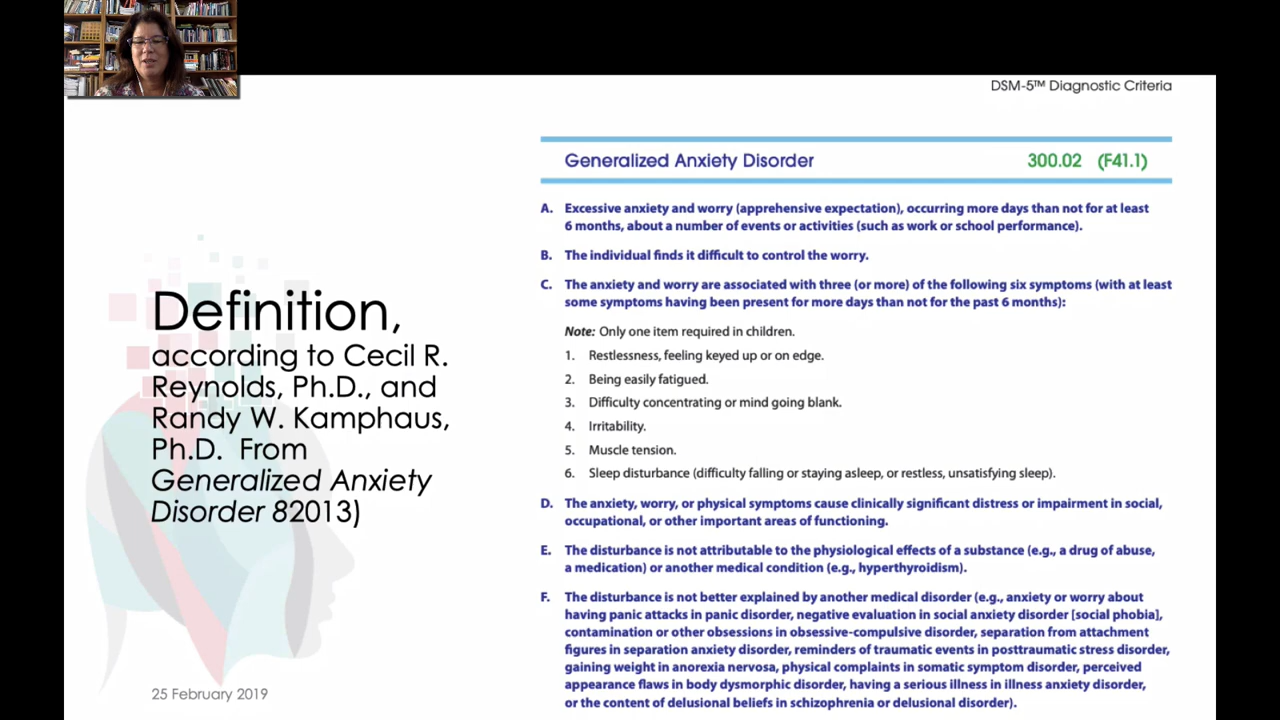 DSM-5™ Diagnostic Criteria
Generalized Anxiety Disorder 300.02 (F41.1)
A. Excessive anxiety and worry (apprehensive expectation), occurring more days than not for at least
6 months, about a number of events or activities (such as work or school performance).
B. The individual finds it difficult to control the worry.
C. The anxiety and worry are associated with three (or more) of the following six symptoms (with at least
some symptoms having been present for more days than not for the past 6 months):
Note: Only one item required in children.
1. Restlessness, feeling keyed up or on edge.
2. Being easily fatigued.
3. Difficulty concentrating or mind going blank.
4. Irritability.
5. Muscle tension.
6. Sleep disturbance (difficulty falling or staying asleep, or restless, unsatisfying sleep).
D. The anxiety, worry, or physical symptoms cause clinically significant distress or impairment in social,
occupational, or other important areas of functioning.
E. The disturbance is not attributable to the physiological effects of a substance (e.g., a drug of abuse,
a medication) or another medical condition (e.g., hyperthyroidism).
F. The disturbance is not better explained by another medical disorder (e.g., anxiety or worry about
having panic attacks in panic disorder, negative evaluation in social anxiety disorder [social phobia],
contamination or other obsessions in obsessive-compulsive disorder, separation from attachment
figures in separation anxiety disorder, reminders of traumatic events in posttraumatic stress disorder,
gaining weight in anorexia nervosa, physical complaints in somatic symptom disorder, perceived
appearance flaws in body dysmorphic disorder, having a serious illness in illness anxiety disorder,
or the content of delusional beliefs in schizophrenia or delusional disorder).
Definition,
according to Cecil R.
Reynolds, Ph.D., and
Randy W. Kamphaus,
Ph.D. From
Generalized Anxiety
Disorder 82013)
25 February 2019